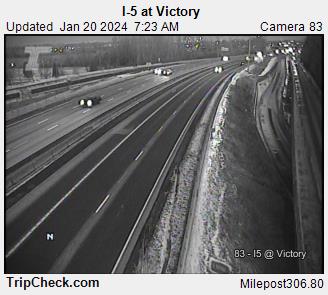 I-5 at Victory
Updated Jan 20 2024 7:23 AM Camera 83
N
83 - I5 @ Victory
TripCheck.com Milepost306.80